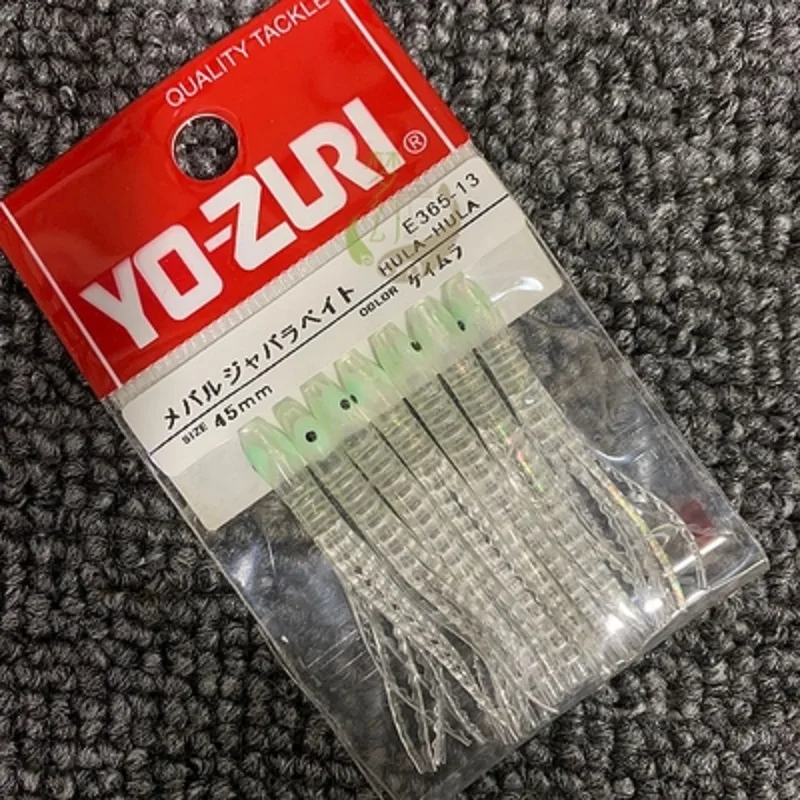 QUALITY TACKLE
YO-ZURI®
E365-13
HULA-HULA
メバルジャバラベイト
COLOR ケイムラ
SIZE 45mm